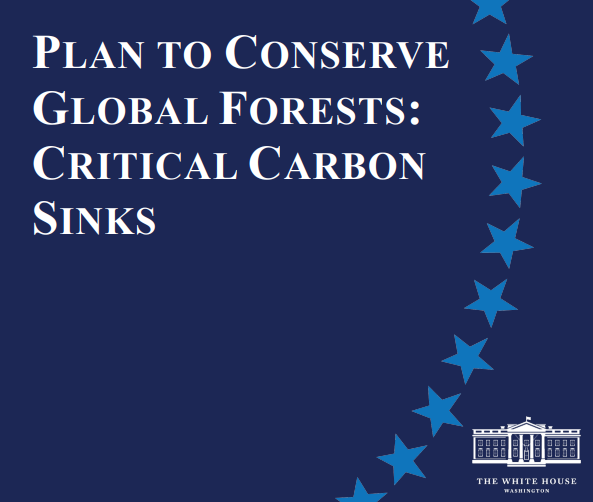 PLAN TO CONSERVE
GLOBAL FORESTS:
CRITICAL CARBON
SINKS
THE WHITE HOUSE
WASHINGTON